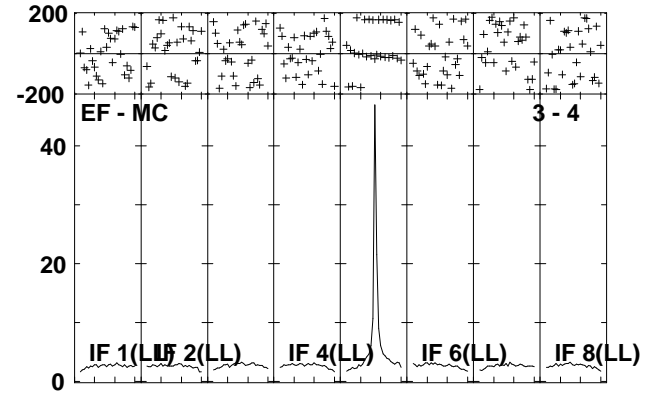 200
-200
EF - MC 3 - 4
40
20
IF 1(LL) IF 2(LL) IF 4(LL) IF 6(LL) IF 8(LL)
0